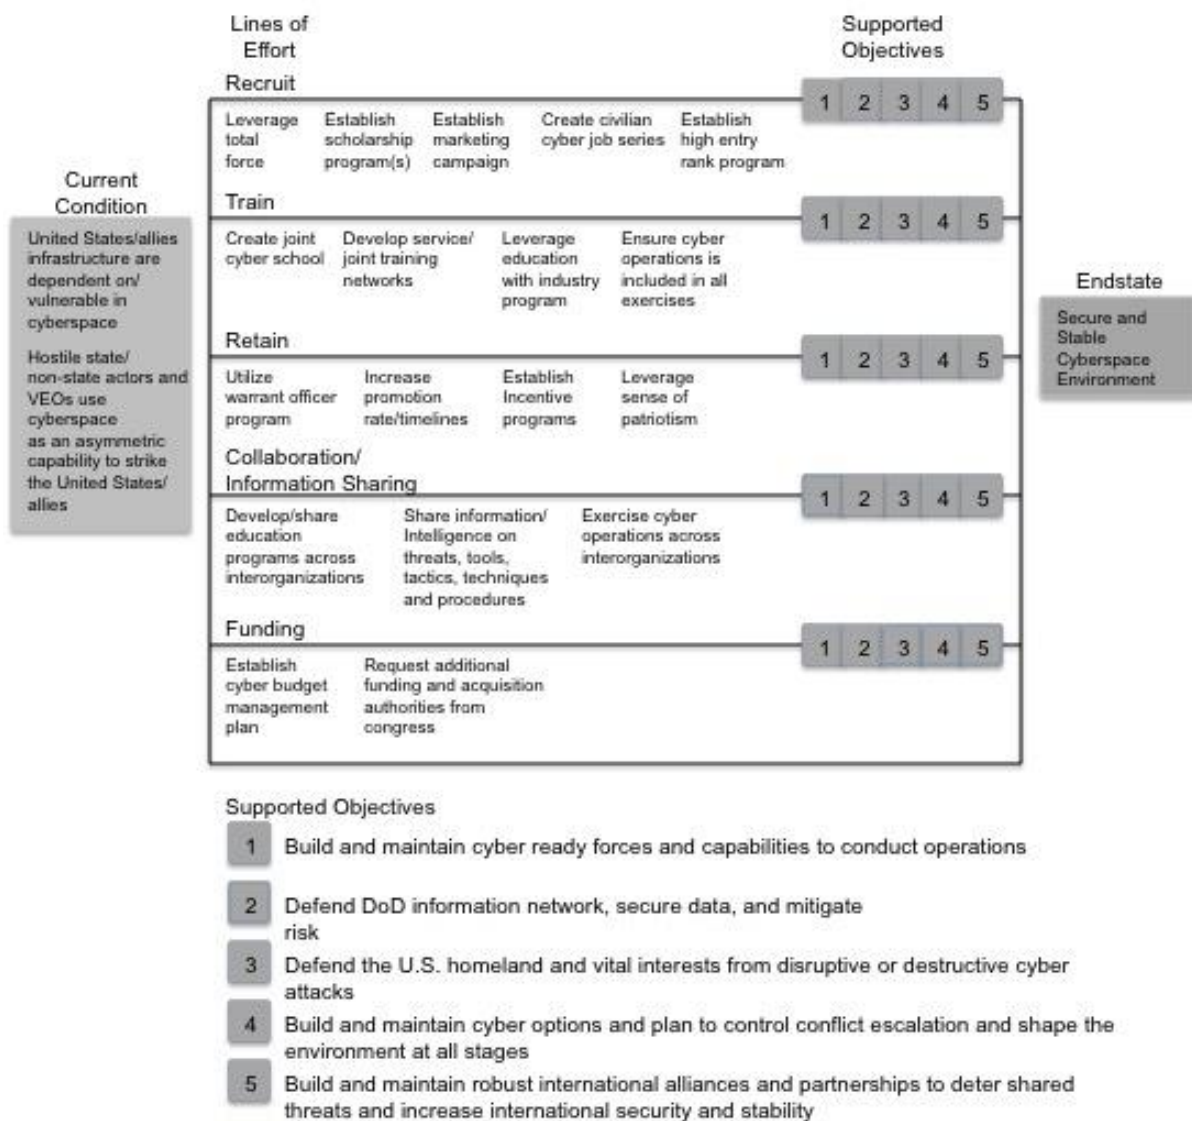 Lines of
Effort
Supported
Objectives
Recruit
1 2 3 4 5
Leverage
total
force
Establish
scholarship
program(s)
Establish
marketing
campaign
Create civilian
cyber job series
Establish
high entry
rank program
Current
Condition
United States/allies
infrastructure are
dependent on/
vulnerable in
cyberspace
Hostile state/
non-state actors and
VEOs use
cyberspace
as an asymmetric
capability to strike
the United States/
allies
Train
1 2 3 4 5
Create joint
cyber school
Develop service/
joint training
networks
Leverage
education
with industry
program
Ensure cyber
operations is
included in all
exercises
Retain
1 2 3 4 5
Utilize
warrant officer
program
Increase
promotion
rate/timelines
Establish
Incentive
programs
Leverage
sense of
patriotism
Collaboration/
Information Sharing
1 2 3 4 5
Develop/share
education
programs across
interorganizations
Share information/
Intelligence on
threats, tools,
tactics, techniques
and procedures
Exercise cyber
operations across
interorganizations
Funding
1 2 3 4 5
Establish
cyber budget
management
plan
Request additional
funding and acquisition
authorities from
congress
Endstate
Secure and
Stable
Cyberspace
Environment
Supported Objectives
1 Build and maintain cyber ready forces and capabilities to conduct operations
2 Defend DoD information network, secure data, and mitigate
risk
3 Defend the U.S. homeland and vital interests from disruptive or destructive cyber
attacks
4 Build and maintain cyber options and plan to control conflict escalation and shape the
environment at all stages
5 Build and maintain robust international alliances and partnerships to deter shared
threats and increase international security and stability